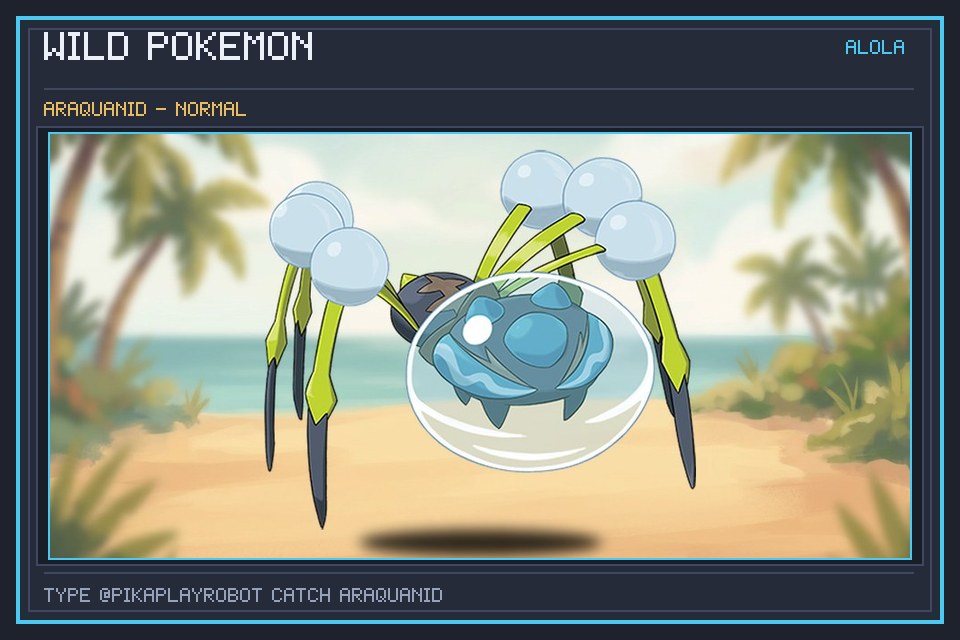 WILD POKEMON
ALOLA
ARAQUANID - NORMAL
TYPE @PIKAPLAYROBOT CATCH ARAQUANID